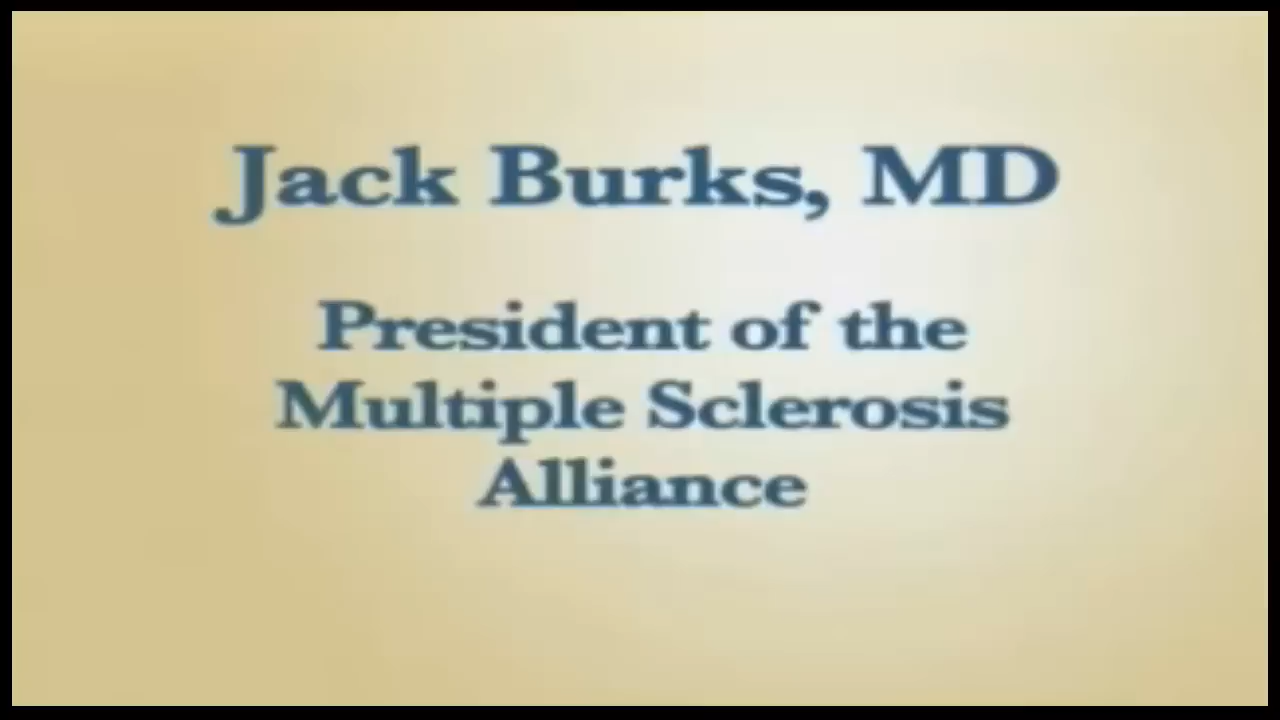 Jack Burks, MD
President of the
Multiple Sclerosis
Alliance